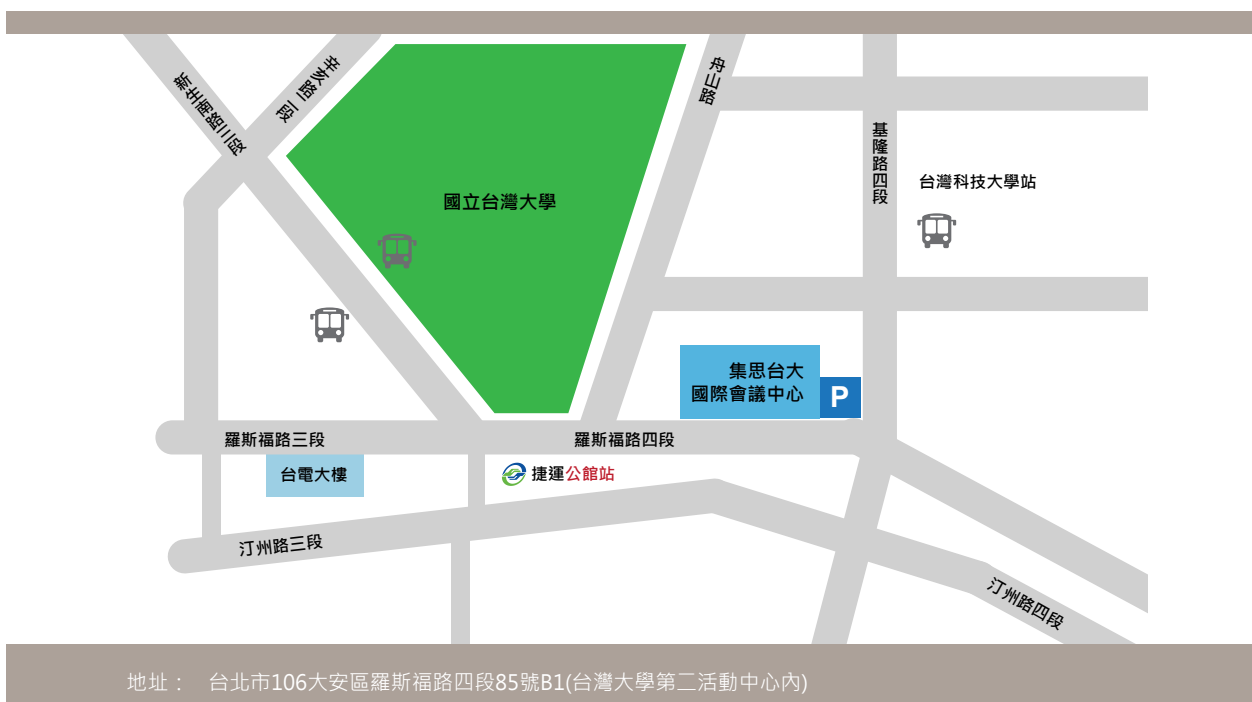 新生南路三段
辛亥路一段
舟山路
基隆路四段
台灣科技大學站
國立台灣大學
集思台大
國際會議中心
P
羅斯福路三段
羅斯福路四段
台電大樓
捷運公館站
汀州路三段
汀州路四段
地址： 台北市106大安區羅斯福路四段85號B1(台灣大學第二活動中心內)